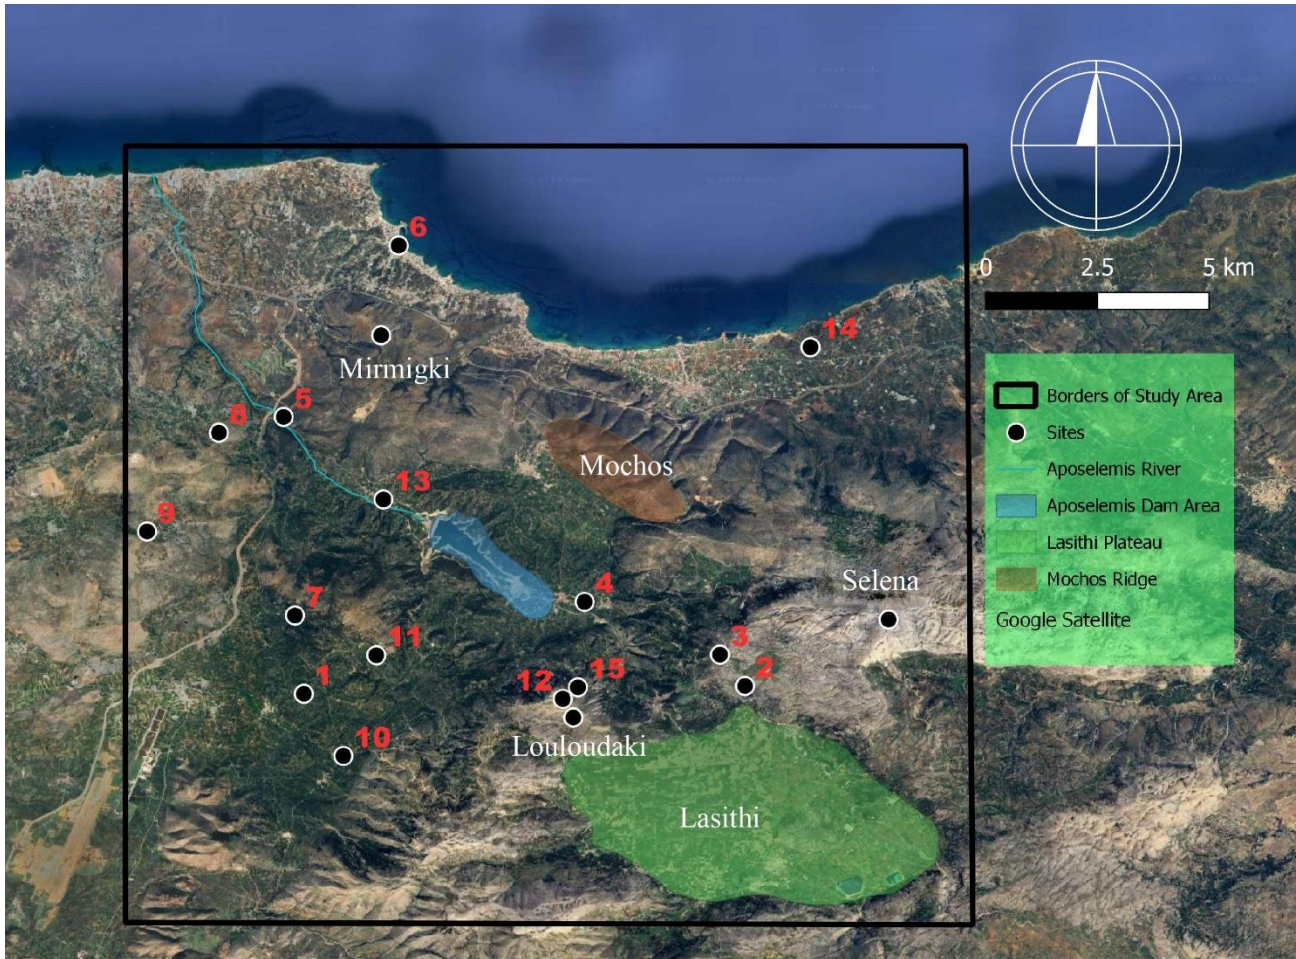 6
0 2.5 5 km
14
Mirmigki
Borders of Study Area
5
8
Sites
Mochos
Aposelemis River
13
Aposelemis Dam Area
9
Lasithi Plateau
Selena
Mochos Ridge
4
7
Google Satellite
11
3
1
12
15
2
Louloudaki
10
Lasithi